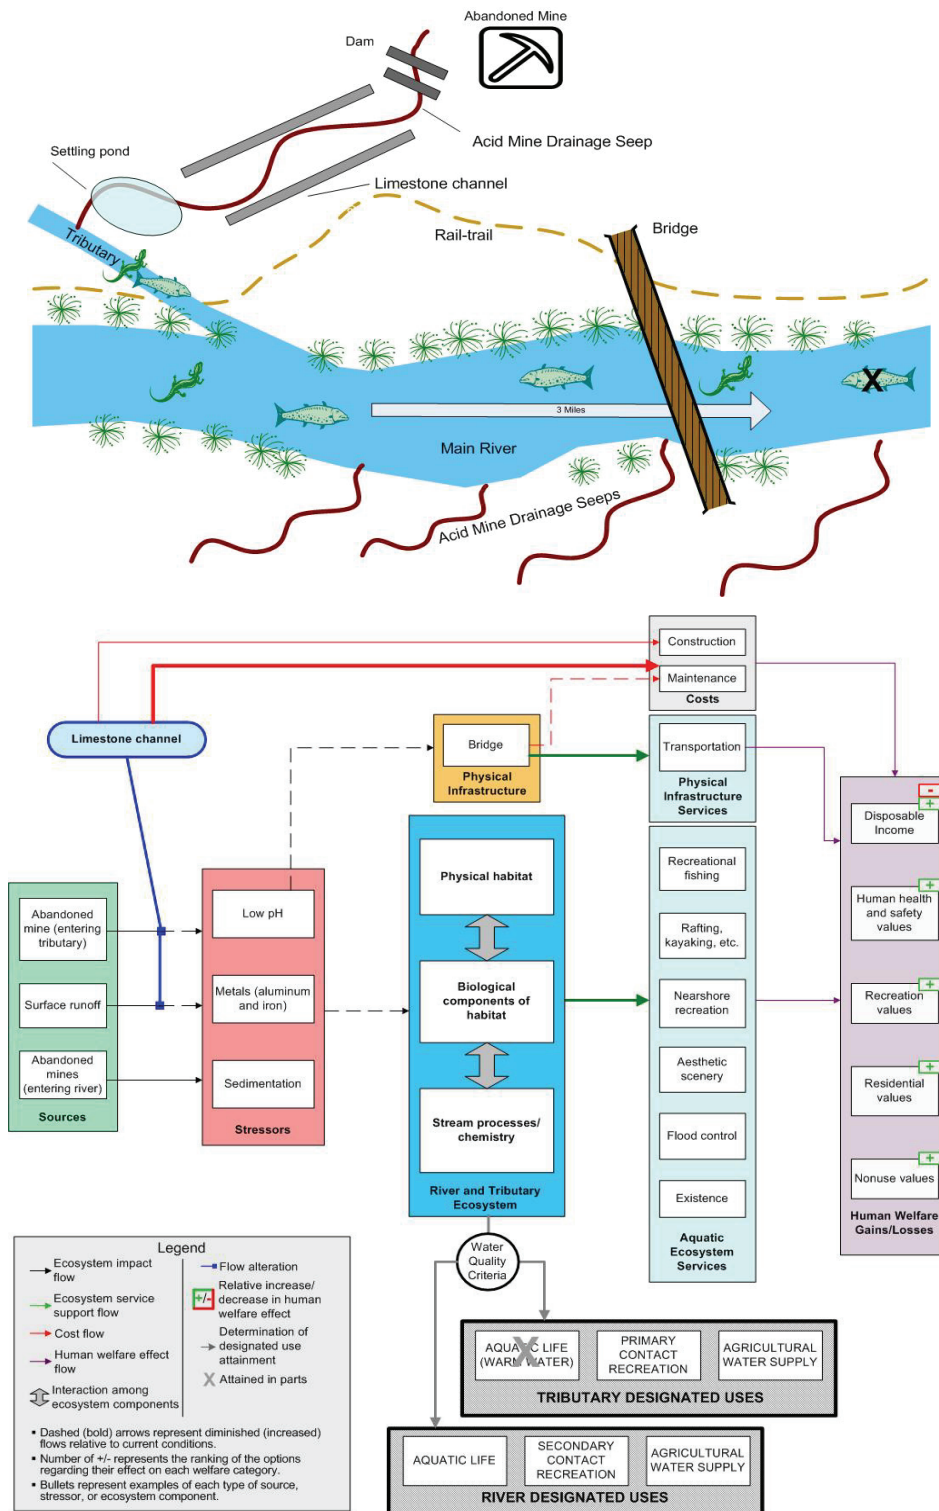 Abandoned Mine
Dam
Acid Mine Drainage Seep
Settling pond
Limestone channel
Rail-trail
Bridge
Tributary
3 Miles
Main River
Acid Mine Drainage Seeps
Construction
Maintenance
Costs
Limestone channel
Bridge
Physical
Infrastructure
Transportation
Physical
Infrastructure
Services
-
+
Disposable
Income
Physical habitat
Recreational
fishing
Low pH
Abandoned
mine (entering
tributary)
+
Human health
and safety
values
Rafting,
kayaking, etc.
Surface runoff
Metals (aluminum
and iron)
Biological
components of
habitat
Nearshore
recreation
+
Recreation
values
Abandoned
mines
(entering river)
Sources
Sedimentation
Stressors
Aesthetic
scenery
+
Residential
values
Stream processes/
chemistry
Flood control
River and Tributary
Ecosystem
Existence
Aquatic
Ecosystem
Services
+
Nonuse values
Human Welfare
Gains/Losses
Water
Quality
Criteria
Legend
Ecosystem impact
flow
Ecosystem service
support flow
Cost flow
Human welfare effect
flow
Interaction among
ecosystem components
Flow alteration
+/-
Relative increase/
decrease in human
welfare effect
Determination of
designated use
attainment
X Attained in parts
▪ Dashed (bold) arrows represent diminished (increased)
flows relative to current conditions.
▪ Number of +/- represents the ranking of the options
regarding their effect on each welfare category.
▪ Bullets represent examples of each type of source,
stressor, or ecosystem component.
AQUATIC LIFE
(WARM WATER)
X
PRIMARY
CONTACT
RECREATION
AGRICULTURAL
WATER SUPPLY
TRIBUTARY DESIGNATED USES
AQUATIC LIFE
SECONDARY
CONTACT
RECREATION
AGRICULTURAL
WATER SUPPLY
RIVER DESIGNATED USES